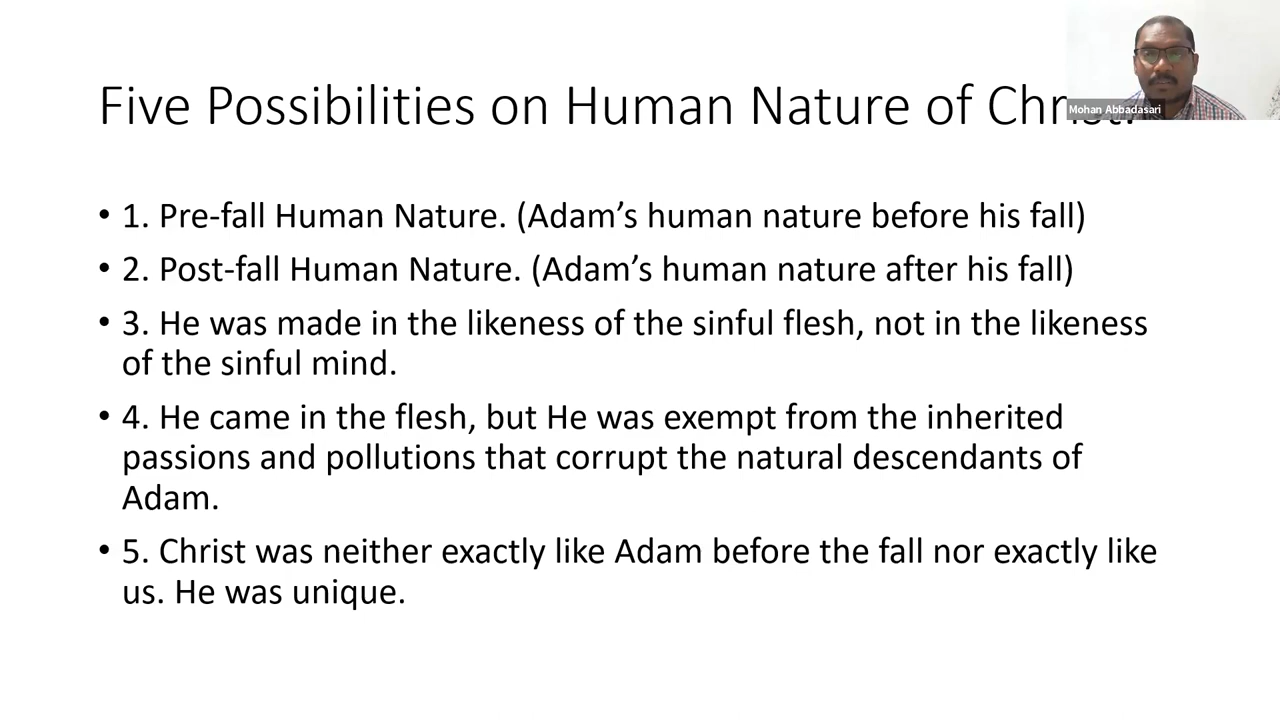 Five Possibilities on Human Nature of Christ.
Mohan Abbadasari
• 1. Pre-fall Human Nature. (Adam’s human nature before his fall)
• 2. Post-fall Human Nature. (Adam’s human nature after his fall)
• 3. He was made in the likeness of the sinful flesh, not in the likeness
of the sinful mind.
• 4. He came in the flesh, but He was exempt from the inherited
passions and pollutions that corrupt the natural descendants of
Adam.
• 5. Christ was neither exactly like Adam before the fall nor exactly like
us. He was unique.